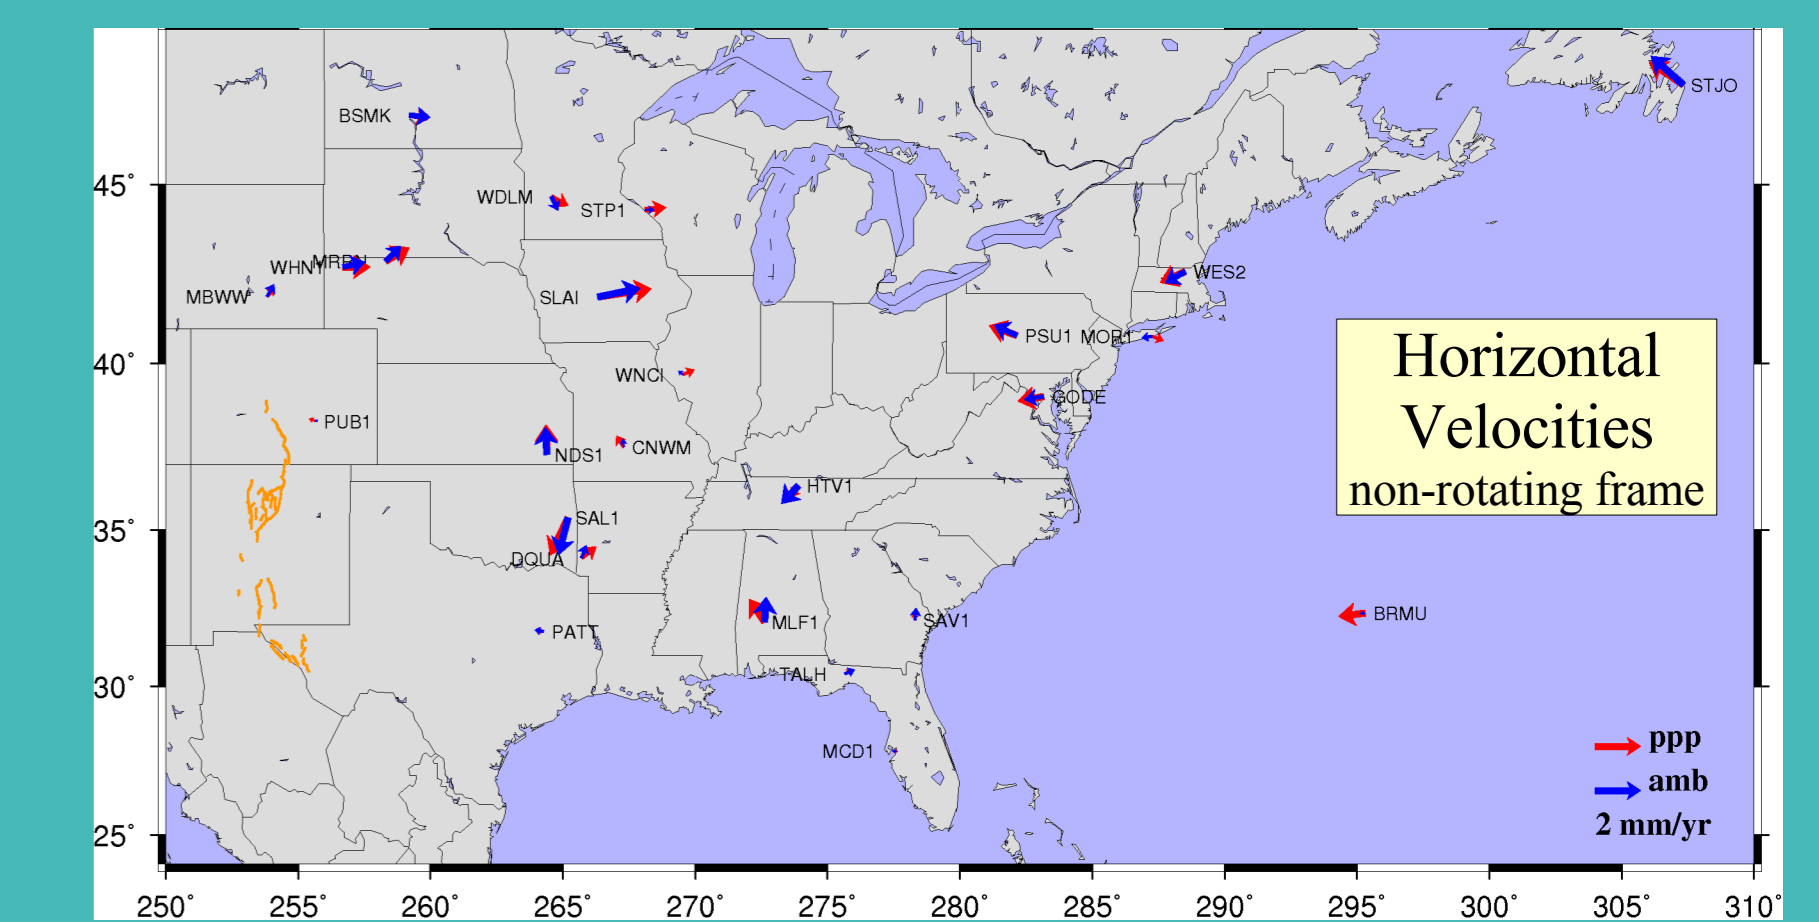 STJO
BSMK
45°
WDLM
STP1
WHNT
MRRN
WES2
MBWW
SLAI
PSU1 MOR1
Horizontal
Velocities
non-rotating frame
40°
WNCI
GODE
PUB1
NDS1
CNWM
HTV1
SAL1
35°
DQUA
MLF1
SAV1
BRMU
PATT
TALH
30°
MCD1
ppp
amb
2 mm/yr
25°
250° 255° 260° 265° 270° 275° 280° 285° 290° 295° 300° 305° 310°